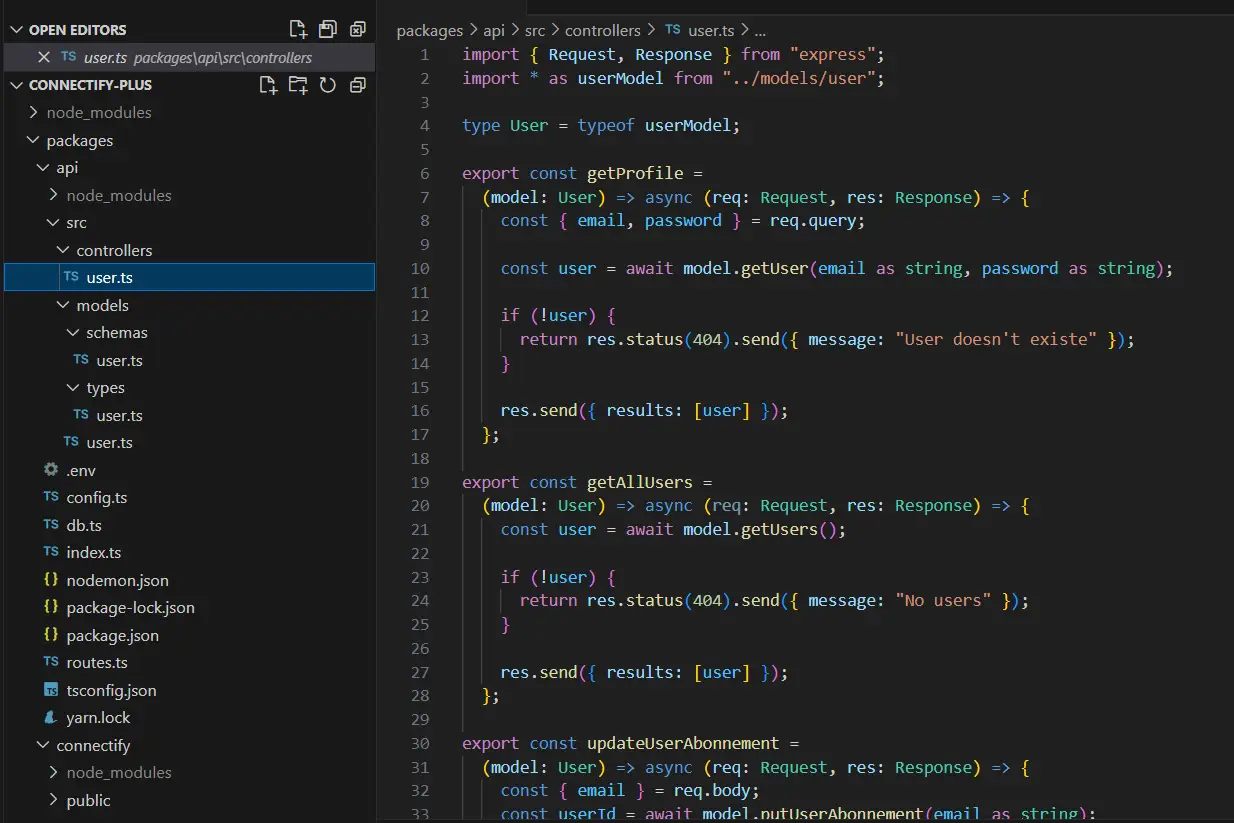 OPEN EDITORS
TS user.ts packages\api\src\controllers
CONNECTIFY-PLUS
node_modules
packages
api
node_modules
src
controllers
TS user.ts
models
schemas
TS user.ts
types
TS user.ts
TS user.ts
.env
TS config.ts
TS db.ts
TS index.ts
{} nodemon.json
{} package-lock.json
{} package.json
TS routes.ts
TS tsconfig.json
yarn.lock
connectify
node_modules
public
packages > api > src > controllers > TS user.ts > ...
1 import { Request, Response } from "express";
2 import * as userModel from "../models/user";
3
4 type User = typeof userModel;
5
6 export const getProfile =
7 (model: User) => async (req: Request, res: Response) => {
8 const { email, password } = req.query;
9
10 const user = await model.getUser(email as string, password as string);
11
12 if (!user) {
13 return res.status(404).send({ message: "User doesn't existe" });
14 }
15
16 res.send({ results: [user] });
17 };
18
19 export const getAllUsers =
20 (model: User) => async (req: Request, res: Response) => {
21 const user = await model.getUsers();
22
23 if (!user) {
24 return res.status(404).send({ message: "No users" });
25 }
26
27 res.send({ results: [user] });
28 };
29
30 export const updateUserAbonnement =
31 (model: User) => async (req: Request, res: Response) => {
32 const { email } = req.body;
33 const userId = await model.putUserAbonnement(email as string);